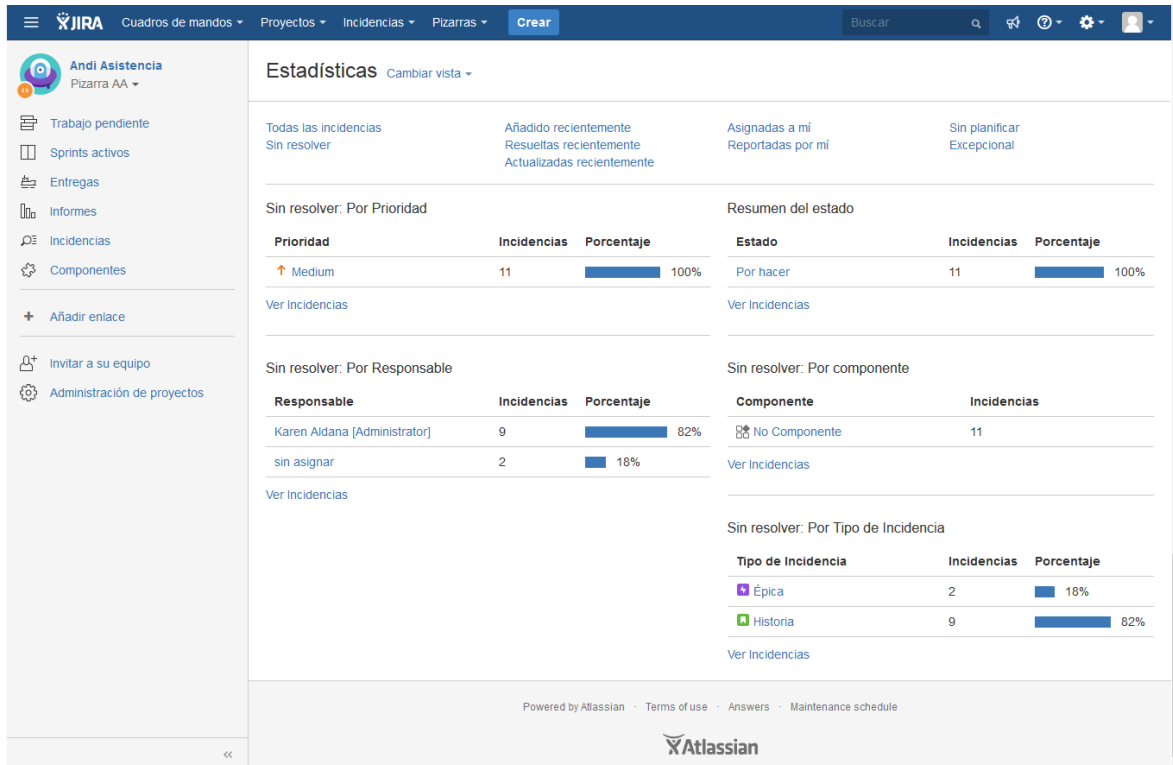 JIRA Cuadros de mandos Proyectos Incidencias Pizarras Crear Buscar
Andi Asistencia
Pizarra AA
Trabajo pendiente
Sprints activos
Entregas
Informes
Incidencias
Componentes
Añadir enlace
Invitar a su equipo
Administración de proyectos
Estadísticas Cambiar vista
Todas las incidencias Añadido recientemente Asignadas a mí Sin planificar
Sin resolver Resueltas recientemente Reportadas por mí Excepcional
Actualizadas recientemente
Sin resolver: Por Prioridad
Prioridad Incidencias Porcentaje
Medium 11 100%
Ver Incidencias
Resumen del estado
Estado Incidencias Porcentaje
Por hacer 11 100%
Ver Incidencias
Sin resolver: Por Responsable
Responsable Incidencias Porcentaje
Karen Aldana [Administrator] 9 82%
sin asignar 2 18%
Ver Incidencias
Sin resolver: Por componente
Componente Incidencias
No Componente 11
Ver Incidencias
Sin resolver: Por Tipo de Incidencia
Tipo de Incidencia Incidencias Porcentaje
Épica 2 18%
Historia 9 82%
Ver Incidencias
Powered by Atlassian · Terms of use · Answers · Maintenance schedule
Atlassian